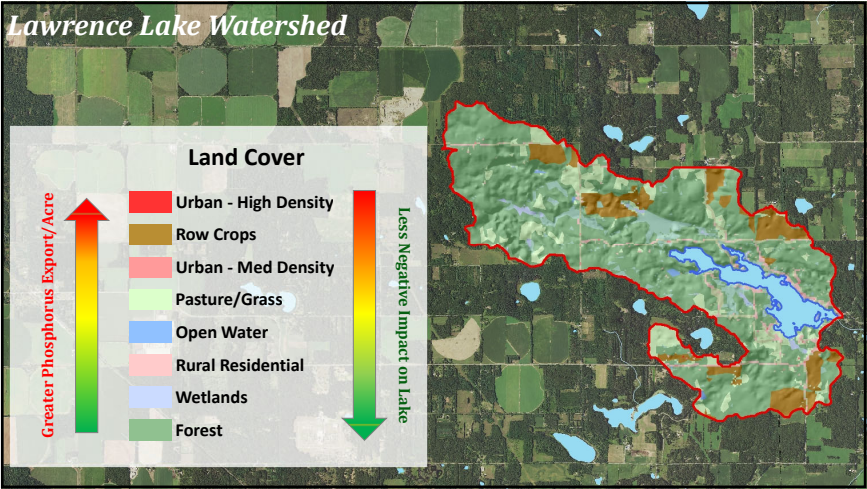 Lawrence Lake Watershed
Land Cover
Urban - High Density
Row Crops
Urban - Med Density
Pasture/Grass
Open Water
Rural Residential
Wetlands
Forest
Greater Phosphorus Export/Acre
Less Negative Impact on Lake